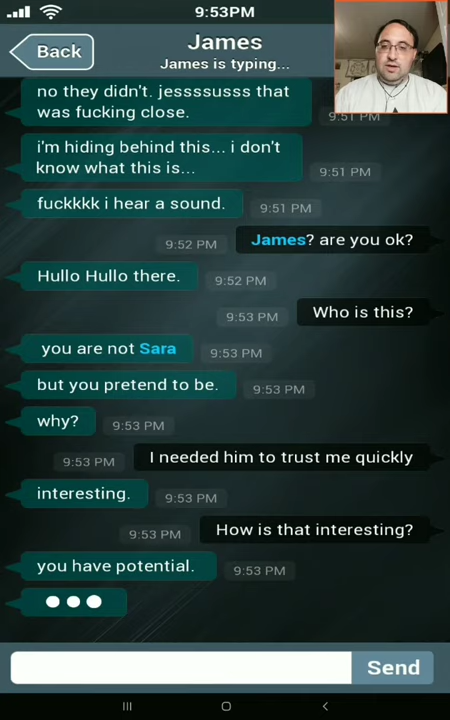 9:53PM
Back
James
James is typing...
no they didn't. jesssssusss that
was fucking close.
9:51 PM
i'm hiding behind this... i don't
know what this is...
9:51 PM
fuckkkk i hear a sound.
9:51 PM
9:52 PM
James? are you ok?
Hullo Hullo there.
9:52 PM
9:53 PM
Who is this?
you are not Sara
9:53 PM
but you pretend to be.
9:53 PM
why?
9:53 PM
9:53 PM
I needed him to trust me quickly
interesting.
9:53 PM
9:53 PM
How is that interesting?
you have potential.
9:53 PM
Send